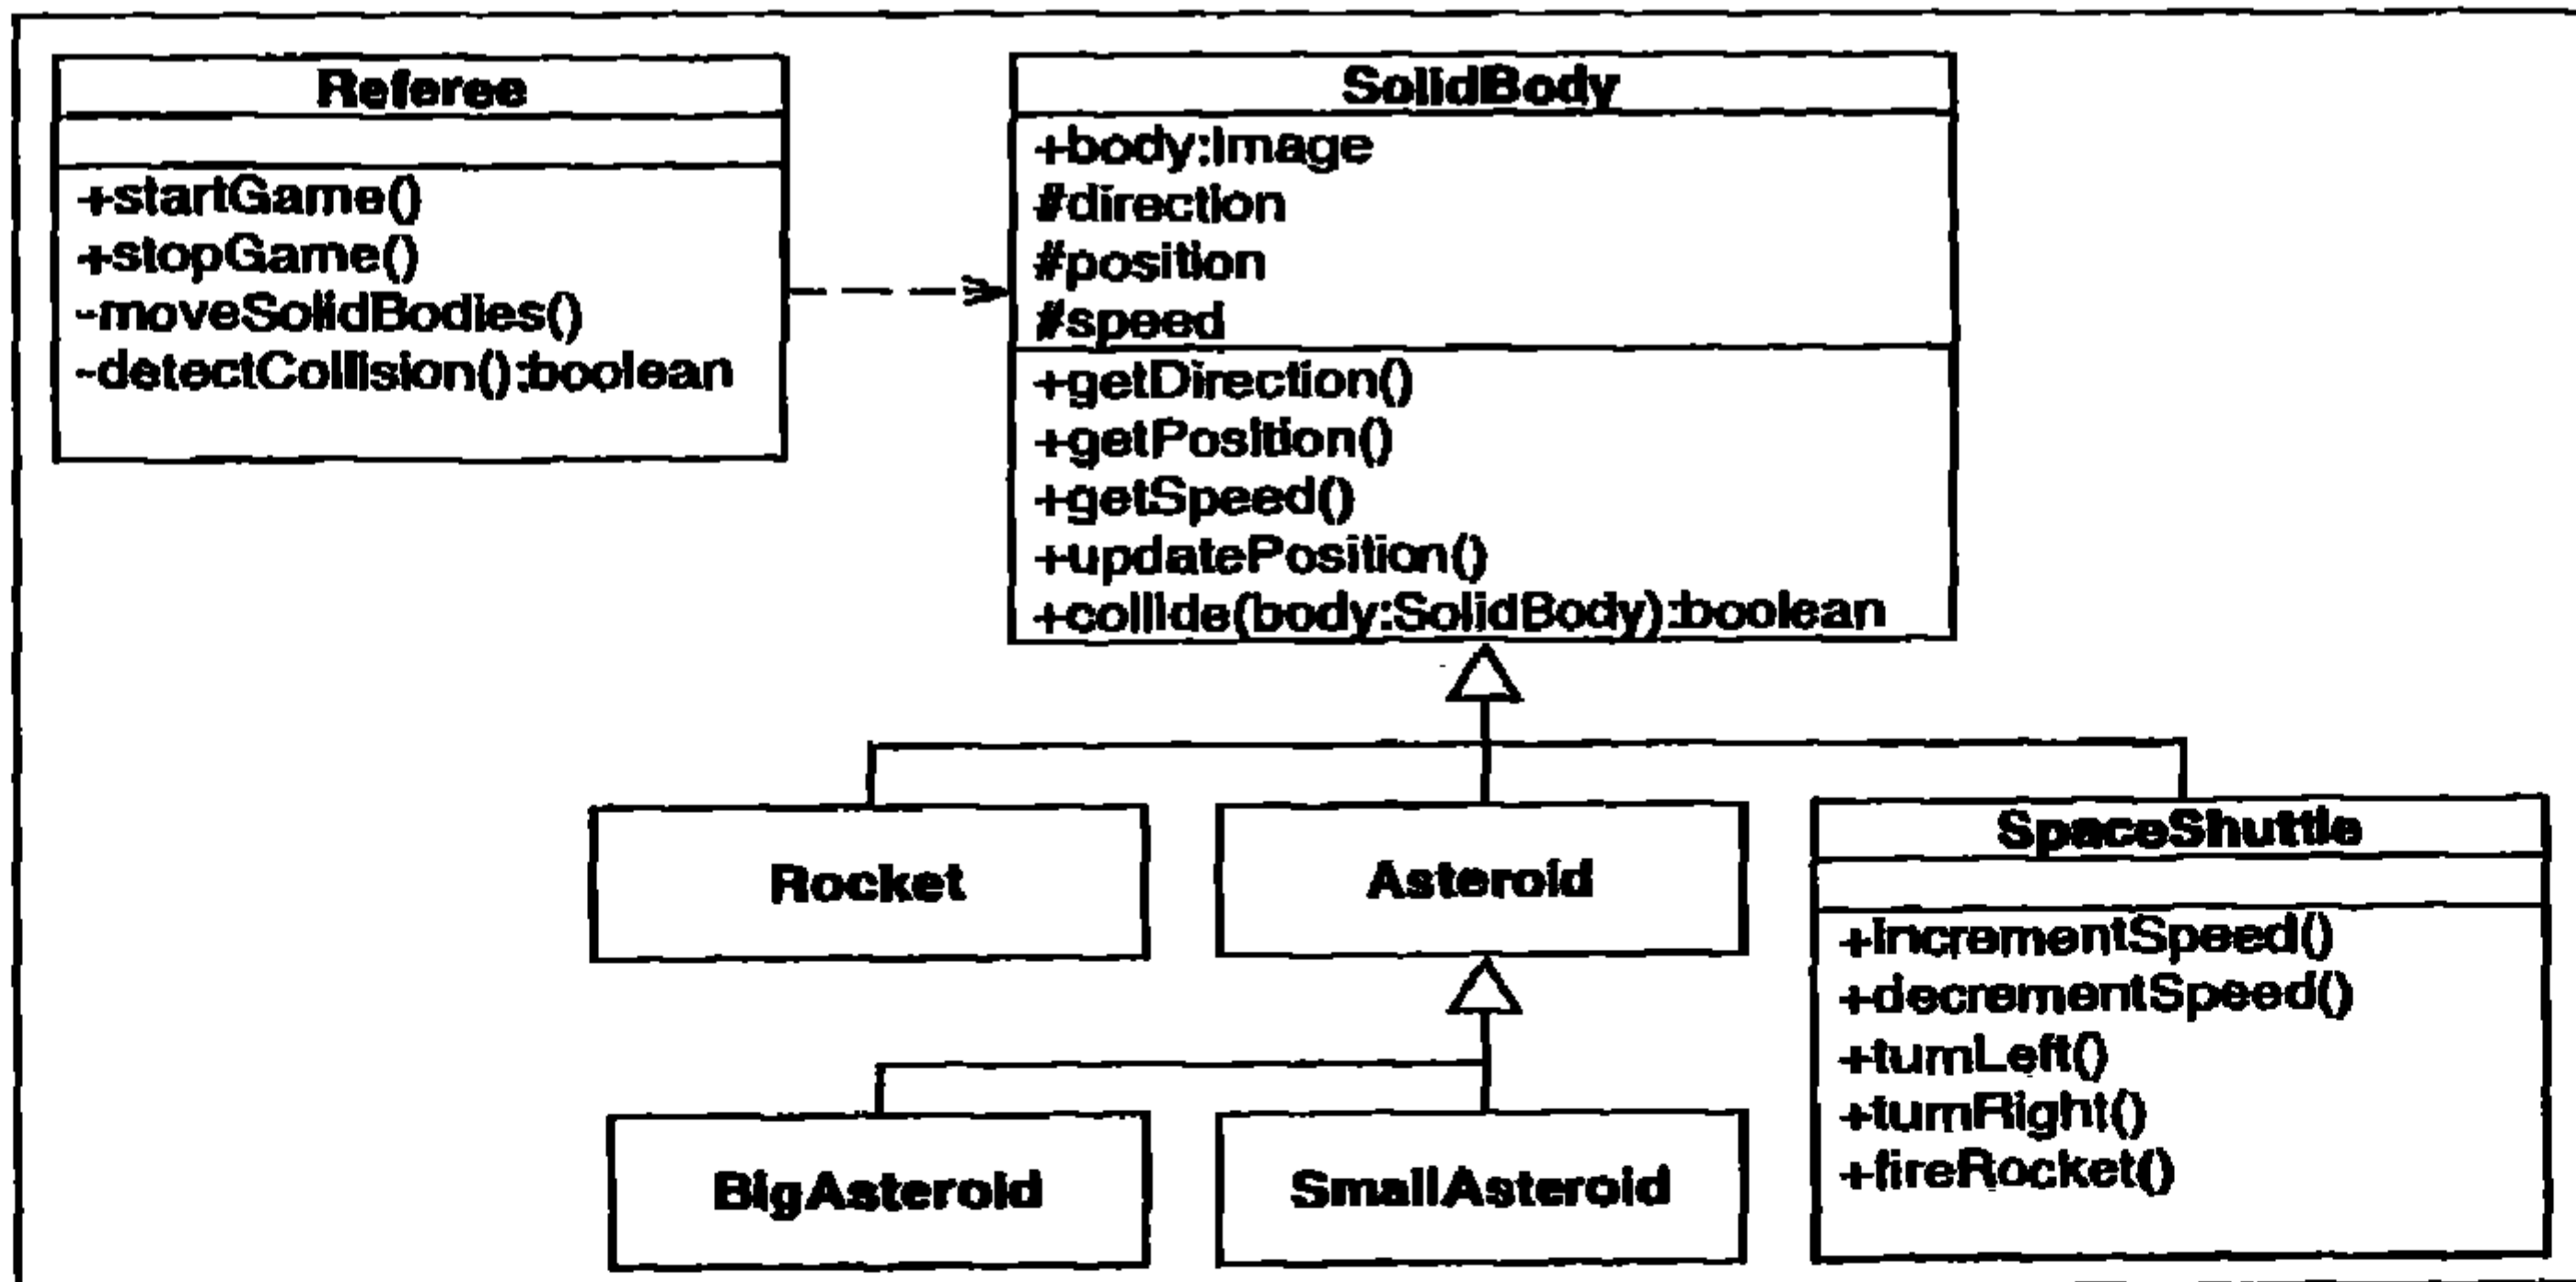 Referee
+startGame()
+stopGame()
-moveSolidBodies()
-detectCollision():boolean
SolidBody
+body:Image
#direction
#position
#speed
+getDirection()
+getPosition()
+getSpeed()
+updatePosition()
+collide(body:SolidBody):boolean
Rocket
Asteroid
SpaceShuttle
+incrementSpeed()
+decrementSpeed()
+turnLeft()
+turnRight()
+fireRocket()
BigAsteroid
SmallAsteroid